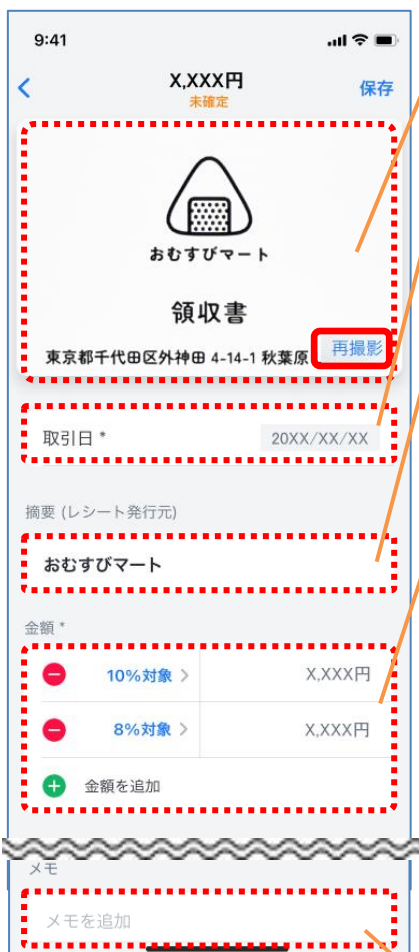 9:41
X,XXX円
未確定
保存
おむすびマート
領収書
東京都千代田区外神田 4-14-1 秋葉原
再撮影
取引日 *
20XX/XX/XX
摘要 (レシート発行元)
おむすびマート
金額 *
10%対象 >
X,XXX円
8%対象 >
X,XXX円
金額を追加
メモ
メモを追加